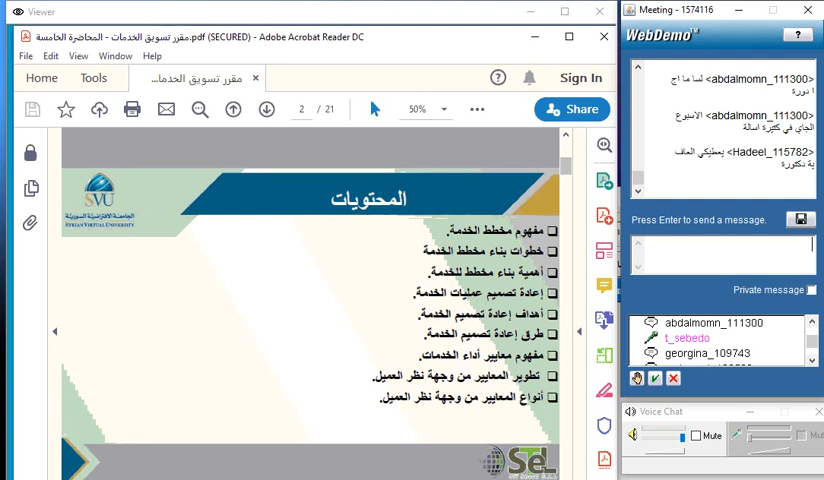 Viewer
مقرر تسويق الخدمات - المحاضرة الخامسة.pdf (SECURED) - Adobe Acrobat Reader DC
File Edit View Window Help
Home Tools
مقرر تسويق الخدما...
Sign In
2 / 21
50%
Share
SVU
الجامعة الافتراضية السورية
SYRIAN VIRTUAL UNIVERSITY
المحتويات
مفهوم مخطط الخدمة.
خطوات بناء مخطط الخدمة
أهمية بناء مخطط للخدمة.
إعادة تصميم عمليات الخدمة.
أهداف إعادة تصميم الخدمة.
طرق إعادة تصميم الخدمة.
مفهوم معايير أداء الخدمات.
تطوير المعايير من وجهة نظر العميل.
أنواع المعايير من وجهة نظر العميل.
Meeting - 1574116
WebDemo™
?
<abdalmomn_111300> لسا ما اج
ا دورة
<abdalmomn_111300> الاسبوع
الجاي في كتيرة اسالة
<Hadeel_115782> يعطيكي العاف
ية دكتورة
Press Enter to send a message.
Private message
abdalmomn_111300
t_sebedo
georgina_109743
Voice Chat
Mute